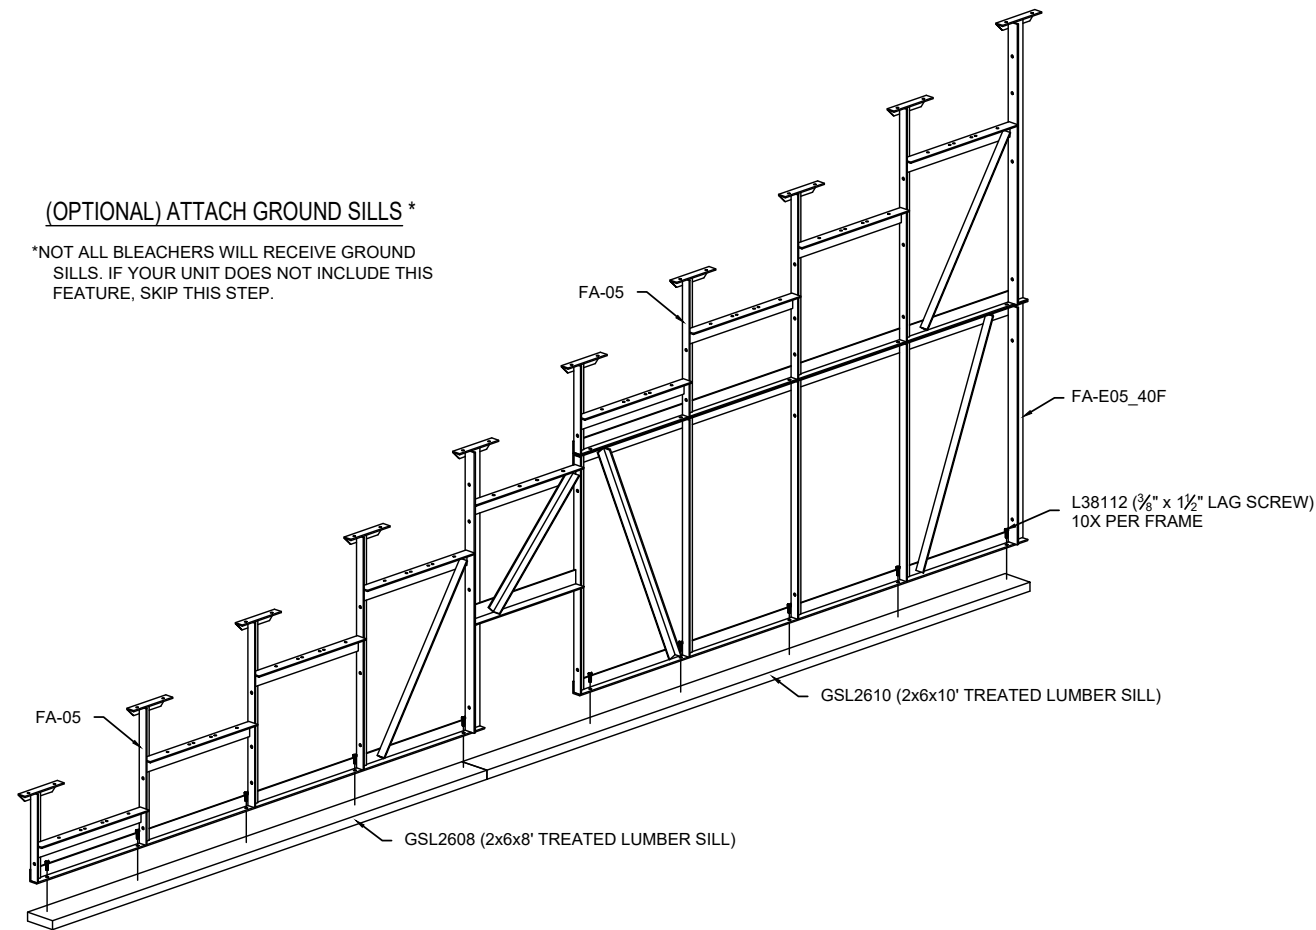 (OPTIONAL) ATTACH GROUND SILLS *
*NOT ALL BLEACHERS WILL RECEIVE GROUND
SILLS. IF YOUR UNIT DOES NOT INCLUDE THIS
FEATURE, SKIP THIS STEP.
FA-05
FA-E05_40F
L38112 (⅜" x 1½" LAG SCREW)
10X PER FRAME
GSL2610 (2x6x10' TREATED LUMBER SILL)
FA-05
GSL2608 (2x6x8' TREATED LUMBER SILL)